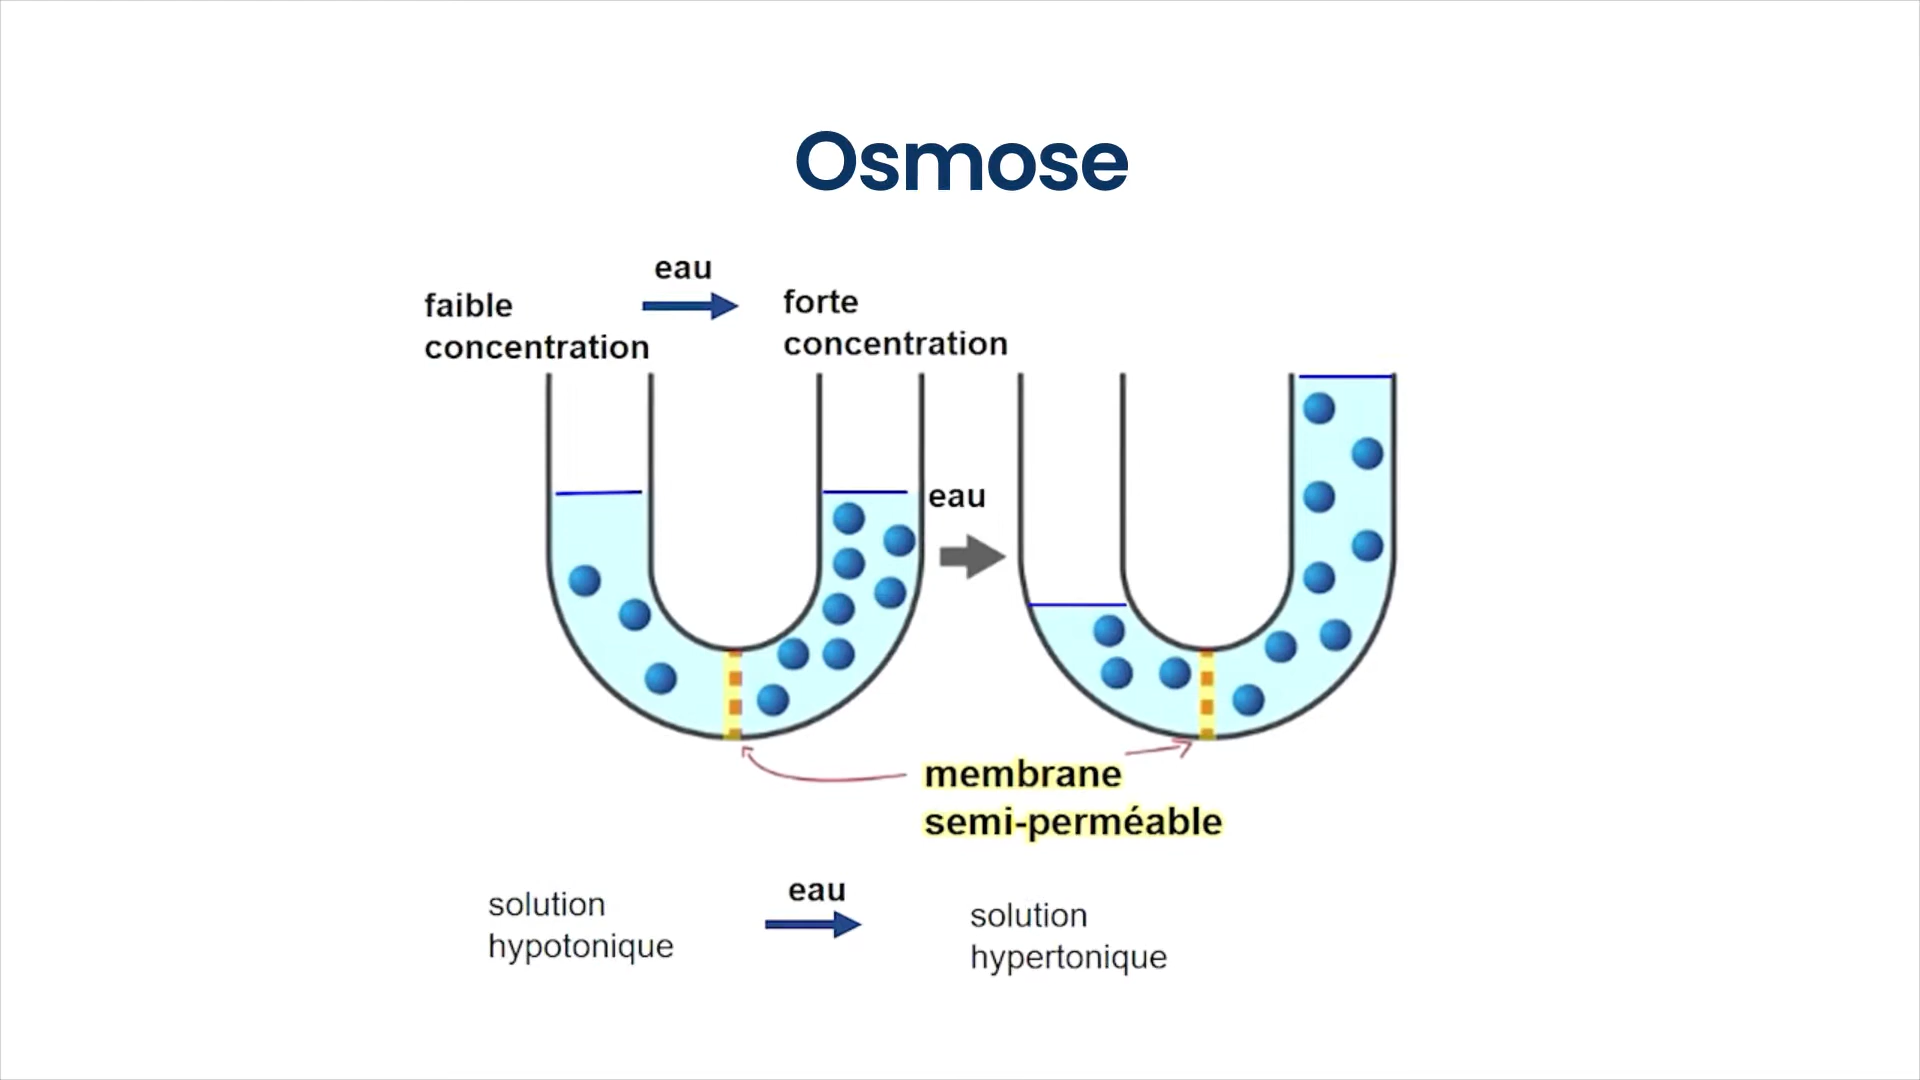 Osmose
eau
faible
concentration
forte
concentration
eau
membrane
semi-perméable
eau
solution
hypotonique
solution
hypertonique